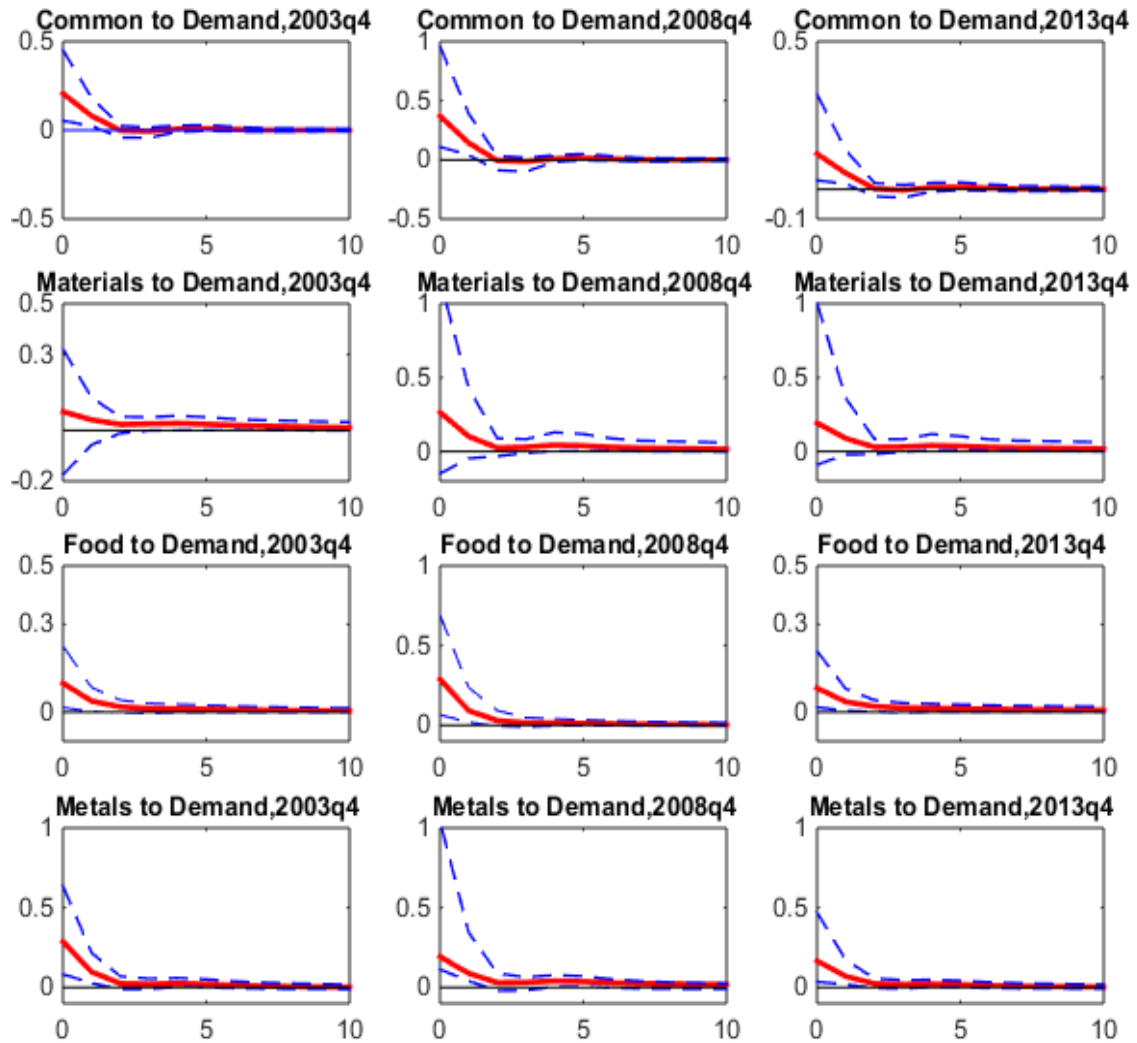 Common to Demand,2003q4 Common to Demand,2008q4 Common to Demand,2013q4
0.5 1 0.5
0.5
0 0
-0.5 -0.5 -0.1
0 5 10 0 5 10 0 5 10
Materials to Demand,2003q4 Materials to Demand,2008q4 Materials to Demand,2013q4
0.5 1 1
0.3
0.5 0.5
0 0
-0.2
0 5 10 0 5 10 0 5 10
Food to Demand,2003q4 Food to Demand,2008q4 Food to Demand,2013q4
0.5 1 0.5
0.3 0.5 0.3
0 0 0
0 5 10 0 5 10 0 5 10
Metals to Demand,2003q4 Metals to Demand,2008q4 Metals to Demand,2013q4
1 1 1
0.5 0.5 0.5
0 0 0
0 5 10 0 5 10 0 5 10